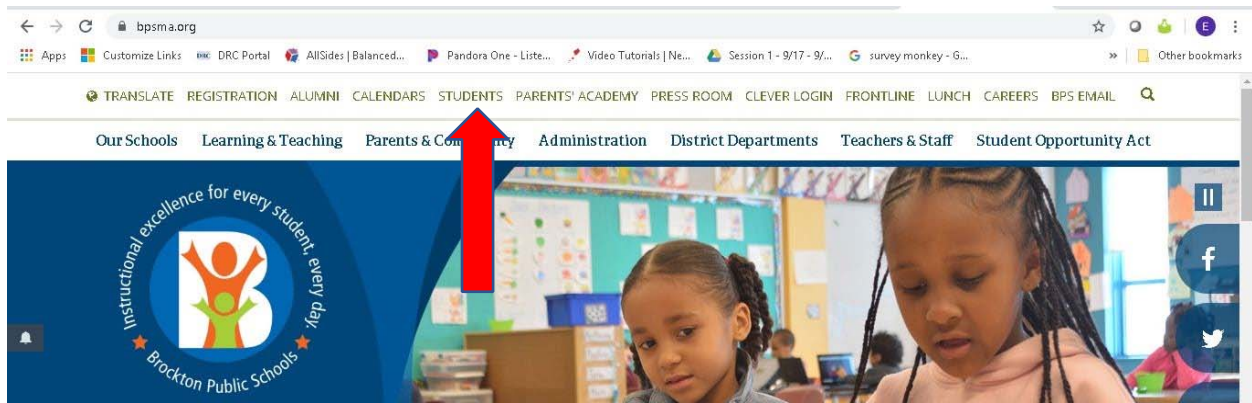 bpsma.org
E
Apps Customize Links DRC DRC Portal AllSides | Balanced... Pandora One - Liste... Video Tutorials | Ne... Session 1 - 9/17 - 9/... G survey monkey - G... » Other bookmarks
TRANSLATE REGISTRATION ALUMNI CALENDARS STUDENTS PARENTS' ACADEMY PRESS ROOM CLEVER LOGIN FRONTLINE LUNCH CAREERS BPS EMAIL
Our Schools Learning & Teaching Parents & Com ity Administration District Departments Teachers & Staff Student Opportunity Act
Instructional excellence for every student, every day.
B
Brockton Public Schools
f